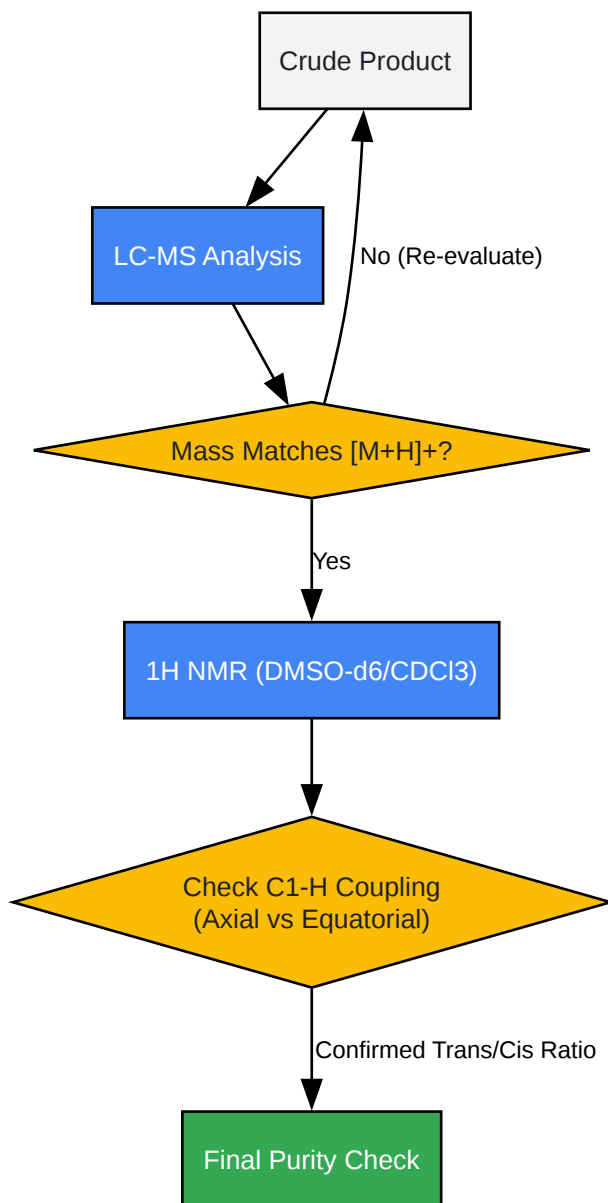 Crude Product
LC-MS Analysis
No (Re-evaluate)
Mass Matches [M+H]+?
Yes
1H NMR (DMSO-d6/CDCl3)
Check C1-H Coupling
(Axial vs Equatorial)
Confirmed Trans/Cis Ratio
Final Purity Check